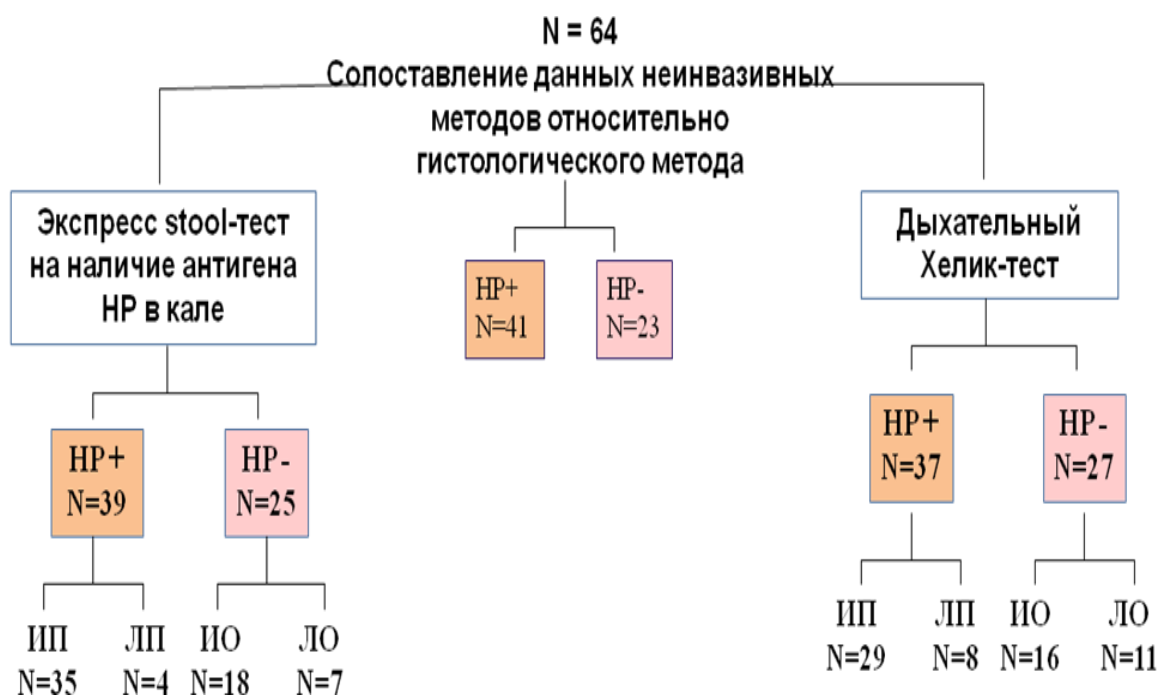 N = 64
Сопоставление данных неинвазивных
методов относительно
гистологического метода
Экспресс stool-тест
на наличие антигена
HP в кале
HP+
N=39
HP-
N=25
ИП
N=35
ЛП
N=4
ИО
N=18
ЛО
N=7
HP+
N=41
HP-
N=23
Дыхательный
Хелик-тест
HP+
N=37
HP-
N=27
ИП
N=29
ЛП
N=8
ИО
N=16
ЛО
N=11